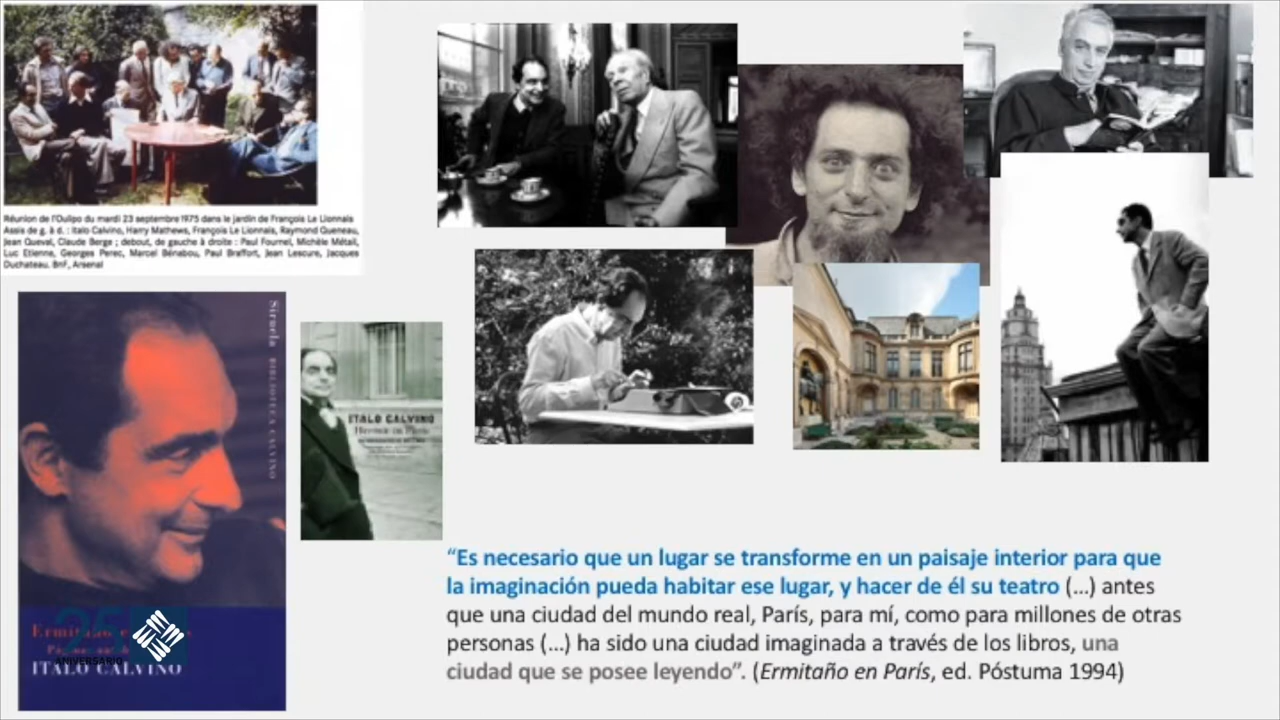 Réunion de l'Oulipo du mardi 23 septembre 1975 dans le jardin de François Le Lionnais
Assis de g. à d. : Italo Calvino, Harry Mathews, François Le Lionnais, Raymond Queneau,
Jean Queval, Claude Berge ; debout, de gauche à droite : Paul Fournel, Michèle Métail,
Luc Etienne, Georges Perec, Marcel Bénabou, Paul Braffort, Jean Lescure, Jacques
Duchateau. BnF, Arsenal
Siruela BIBLIOTECA CALVINO
Ermitaño
25
ANIVERSARIO
ITALO CALVINO
ITALO CALVINO
“Es necesario que un lugar se transforme en un paisaje interior para que
la imaginación pueda habitar ese lugar, y hacer de él su teatro (…) antes
que una ciudad del mundo real, París, para mí, como para millones de otras
personas (…) ha sido una ciudad imaginada a través de los libros, una
ciudad que se posee leyendo”. (Ermitaño en París, ed. Póstuma 1994)